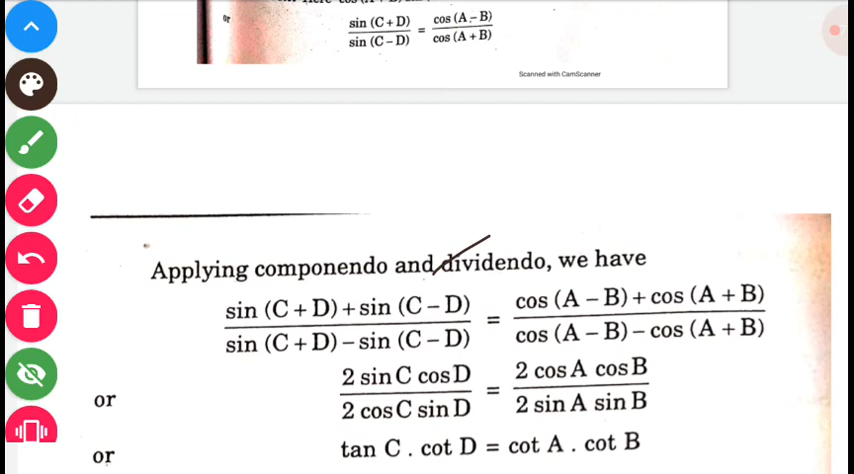 or sin (C + D) / sin (C – D) = cos (A – B) / cos (A + B)
Scanned with CamScanner
Applying componendo and dividendo, we have
sin (C + D) + sin (C – D) / sin (C + D) – sin (C – D) = cos (A – B) + cos (A + B) / cos (A – B) – cos (A + B)
or 2 sin C cos D / 2 cos C sin D = 2 cos A cos B / 2 sin A sin B
or tan C . cot D = cot A . cot B